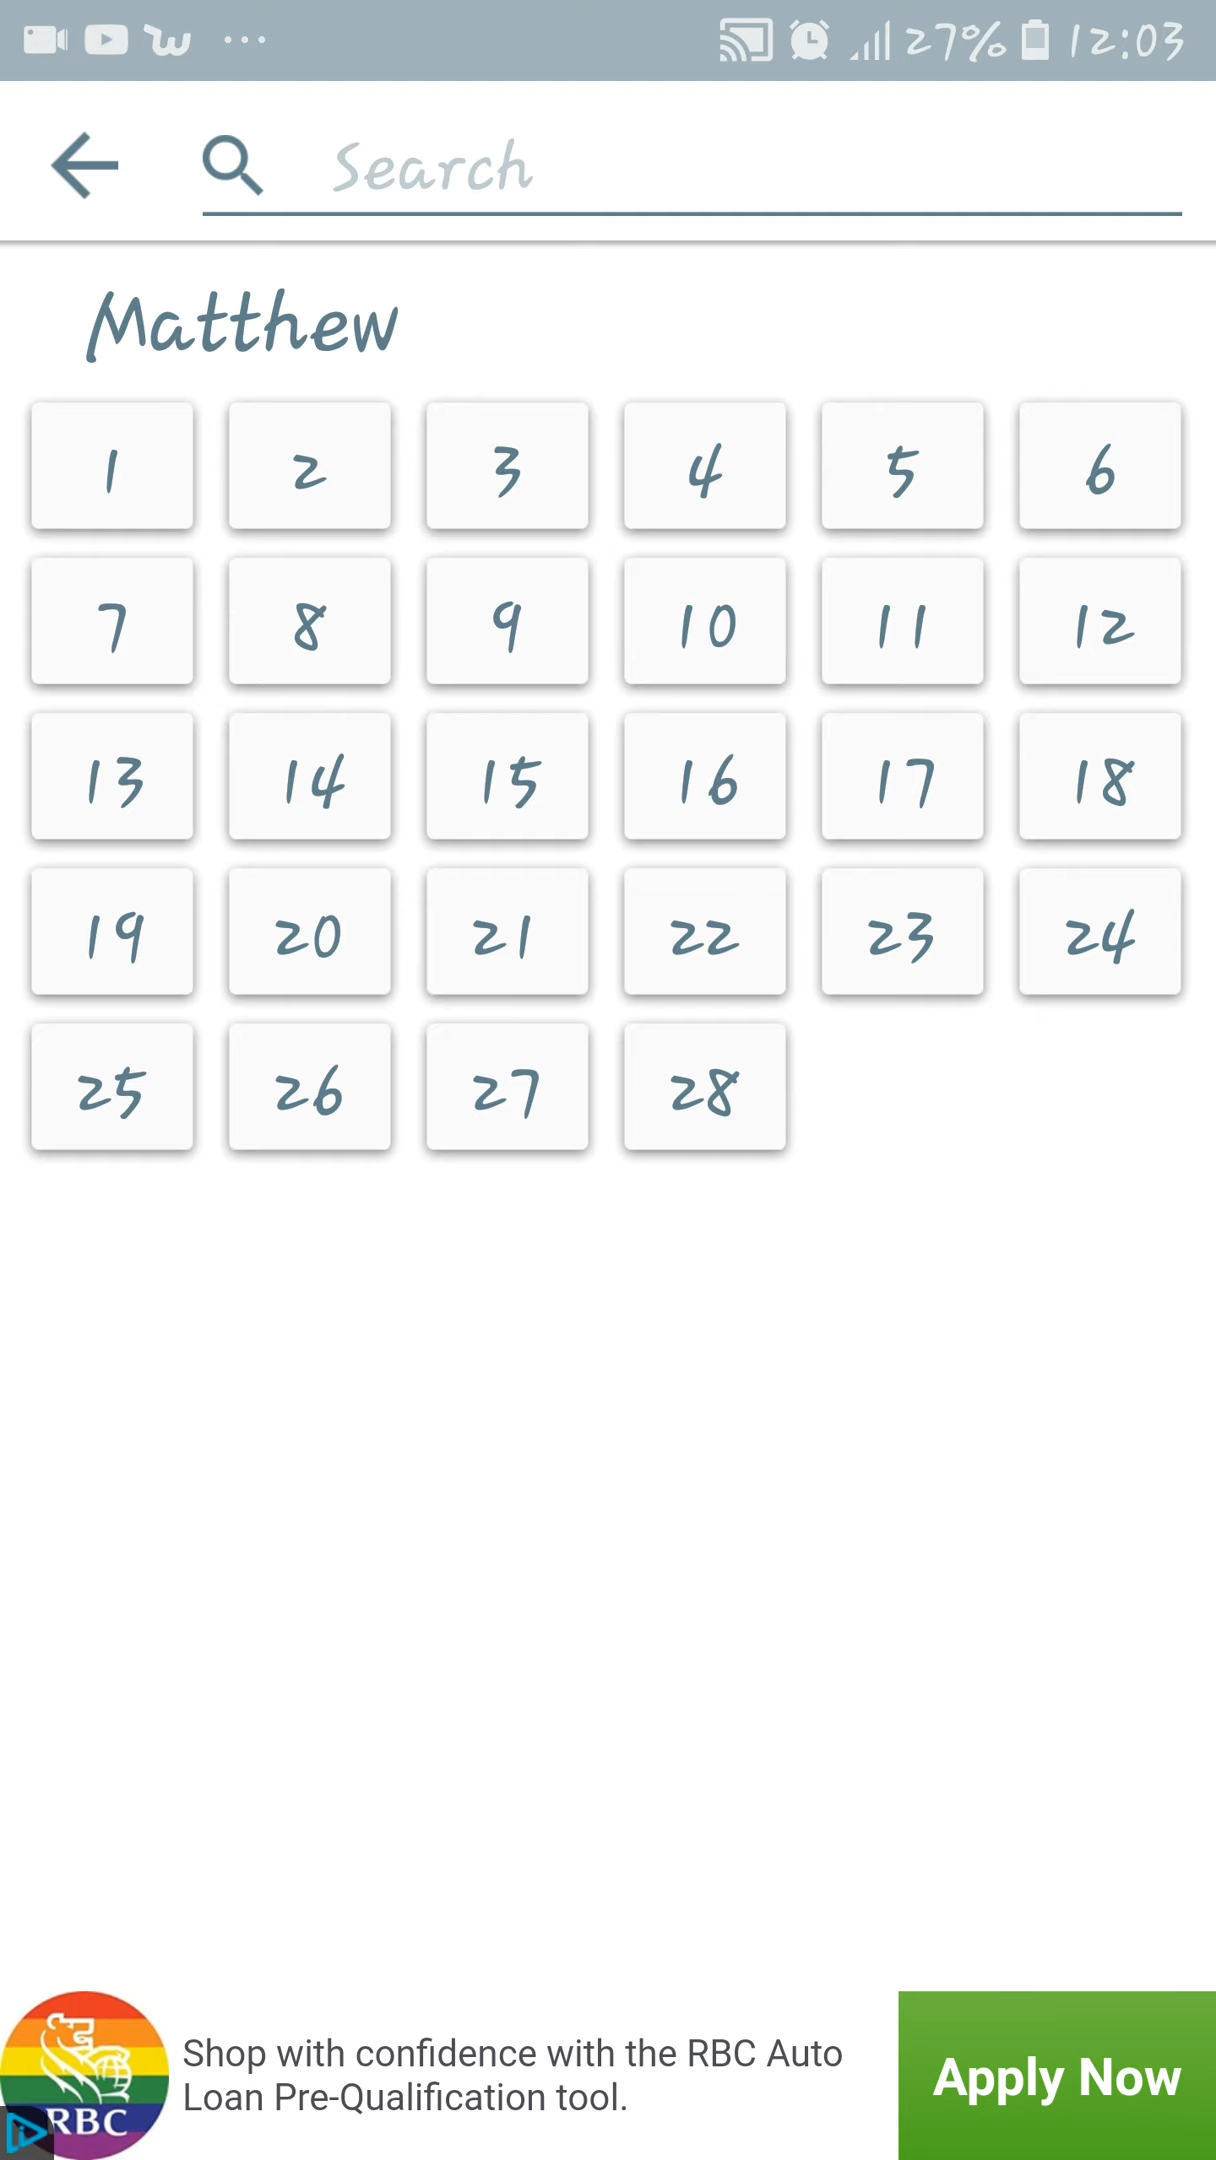 27% 12:03
Search
Matthew
1 2 3 4 5 6
7 8 9 10 11 12
13 14 15 16 17 18
19 20 21 22 23 24
25 26 27 28
Shop with confidence with the RBC Auto
Loan Pre-Qualification tool.
Apply Now
RBC